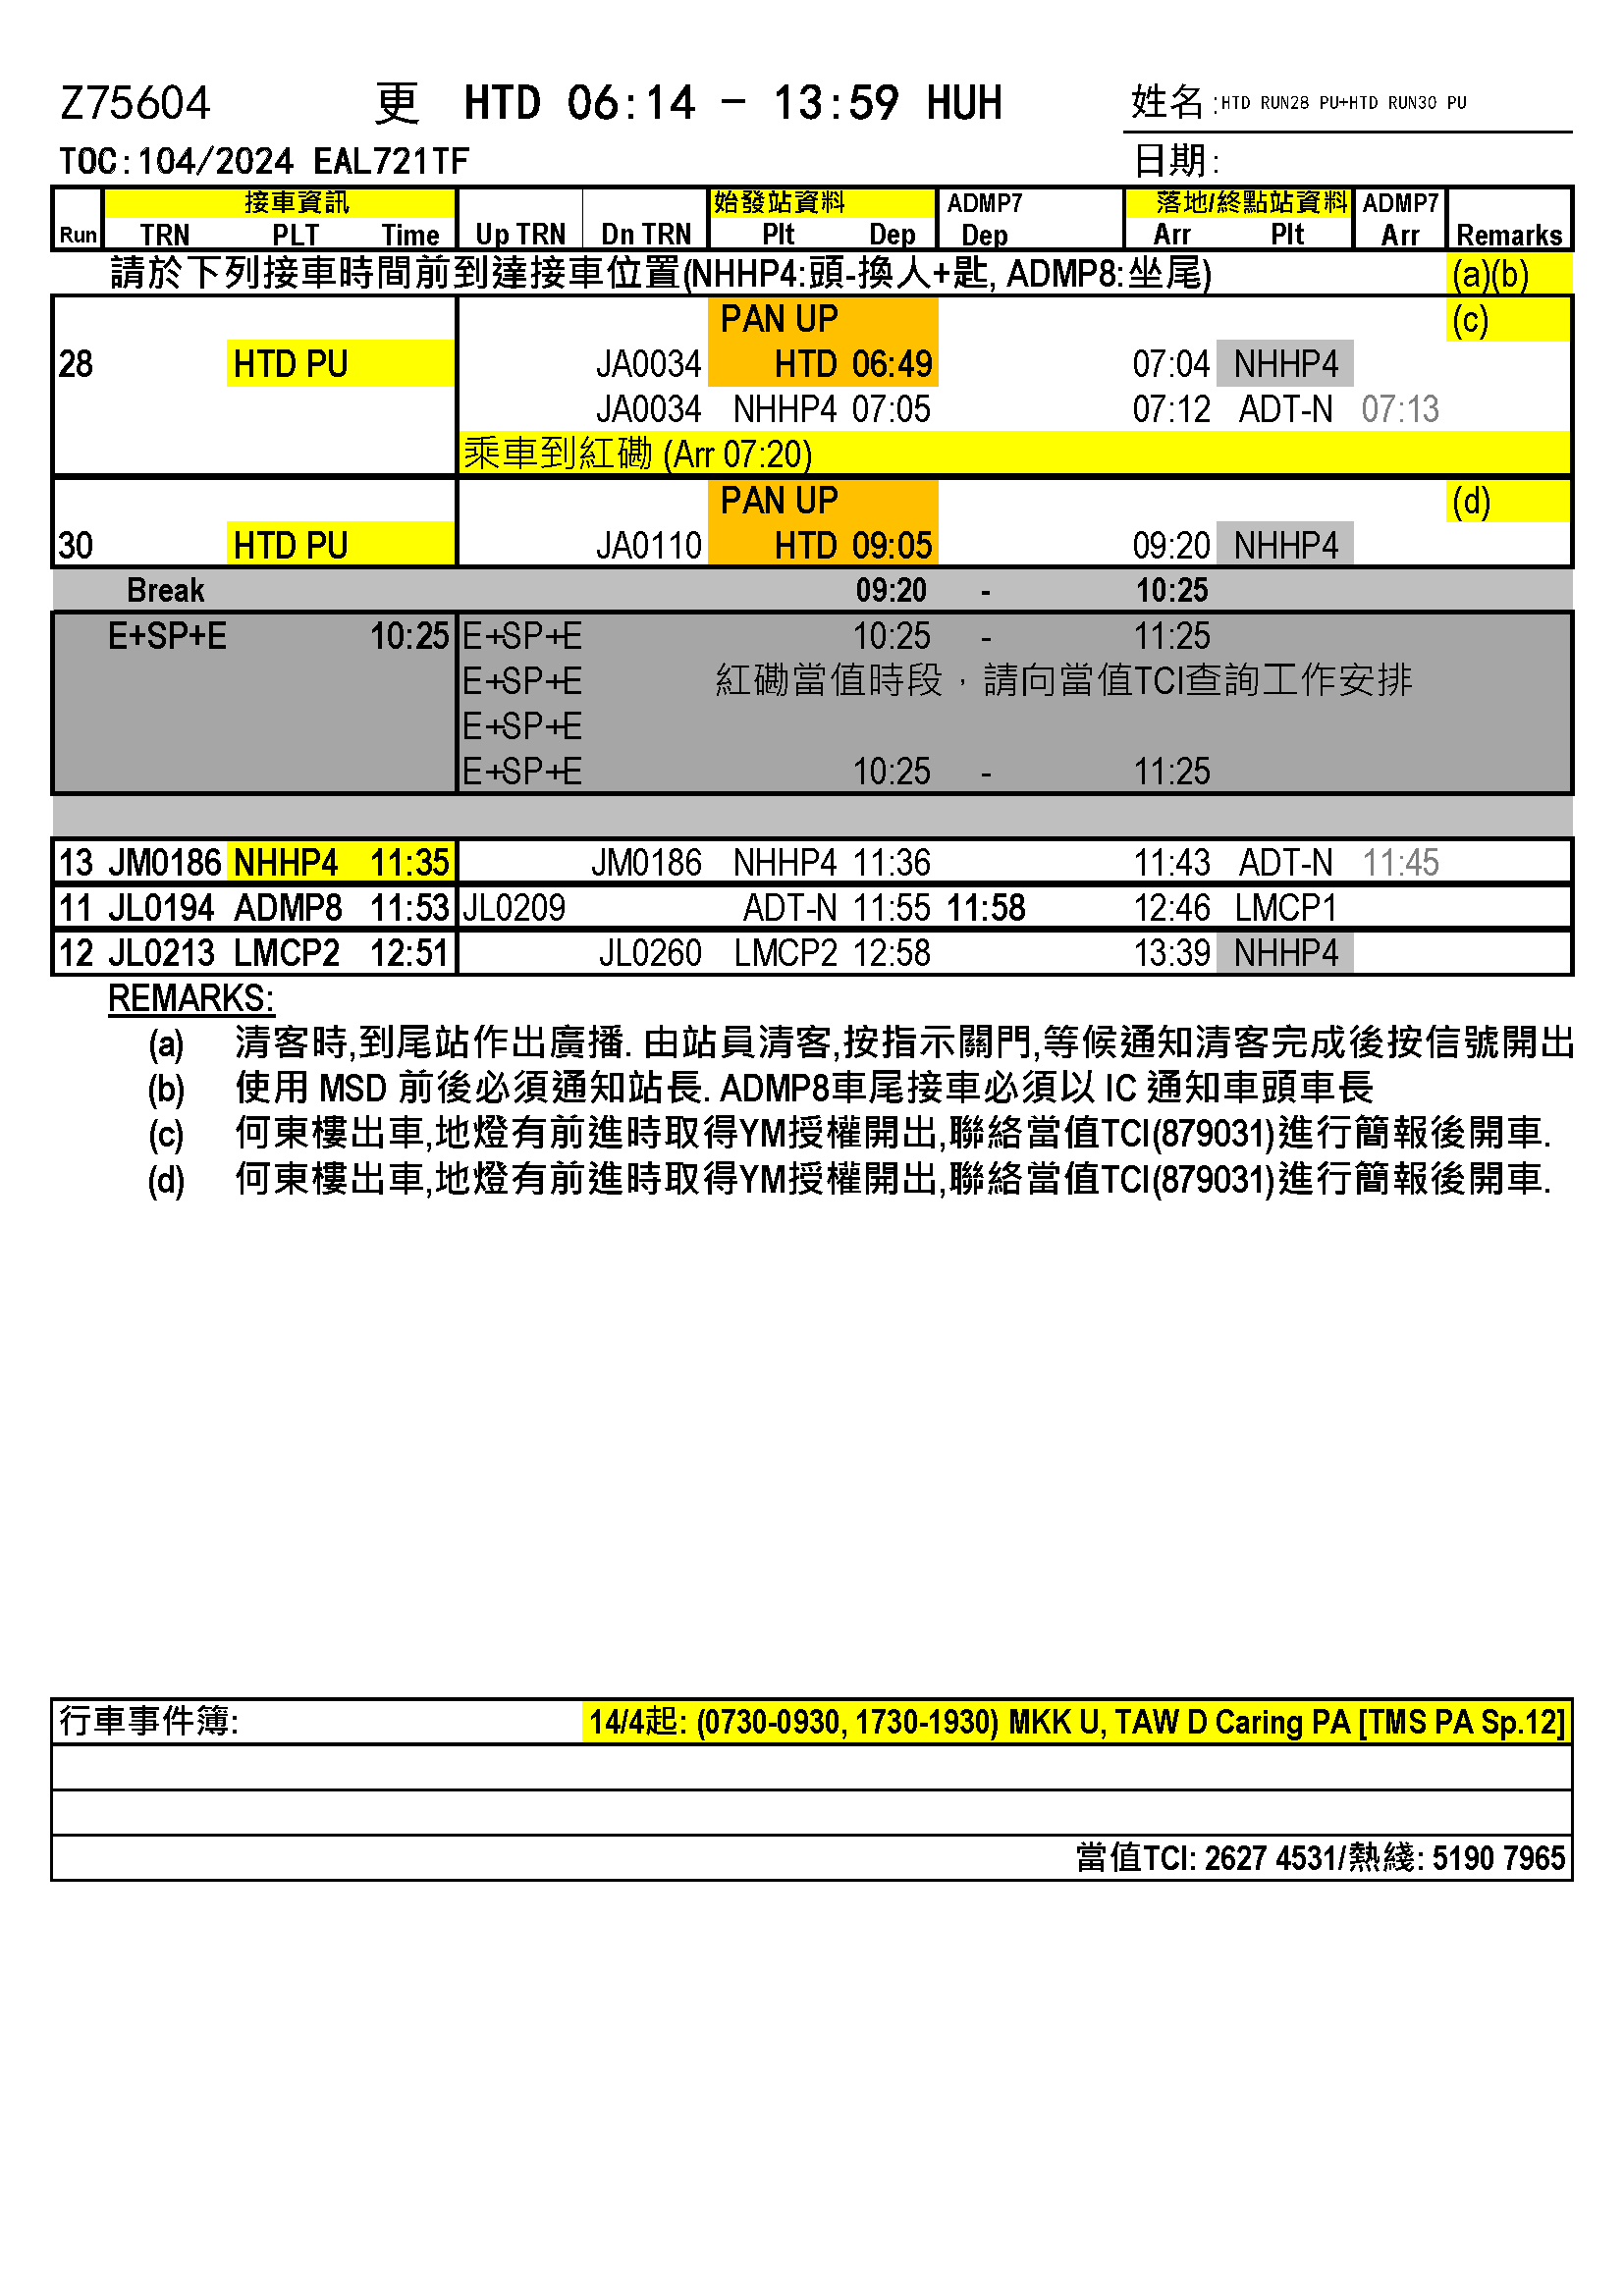 Z75604 更 HTD 06:14 - 13:59 HUH 姓名:HTD RUN28 PU+HTD RUN30 PU
TOC:104/2024 EAL721TF 日期:
接車資訊 始發站資料 ADMP7 落地/終點站資料 ADMP7
Run TRN PLT Time Up TRN Dn TRN Plt Dep Dep Arr Plt Arr Remarks
請於下列接車時間前到達接車位置(NHHP4:頭-換人+匙, ADMP8:坐尾) (a)(b)
PAN UP (c)
28 HTD PU JA0034 HTD 06:49 07:04 NHHP4
JA0034 NHHP4 07:05 07:12 ADT-N 07:13
乘車到紅磡 (Arr 07:20)
PAN UP (d)
30 HTD PU JA0110 HTD 09:05 09:20 NHHP4
Break 09:20 - 10:25
E+SP+E 10:25 E+SP+E 10:25 - 11:25
E+SP+E 紅磡當值時段，請向當值TCI查詢工作安排
E+SP+E
E+SP+E 10:25 - 11:25
13 JM0186 NHHP4 11:35 JM0186 NHHP4 11:36 11:43 ADT-N 11:45
11 JL0194 ADMP8 11:53 JL0209 ADT-N 11:55 11:58 12:46 LMCP1
12 JL0213 LMCP2 12:51 JL0260 LMCP2 12:58 13:39 NHHP4
REMARKS:
(a) 清客時,到尾站作出廣播. 由站員清客,按指示關門,等候通知清客完成後按信號開出
(b) 使用 MSD 前後必須通知站長. ADMP8車尾接車必須以 IC 通知車頭車長
(c) 何東樓出車,地燈有前進時取得YM授權開出,聯絡當值TCI(879031)進行簡報後開車.
(d) 何東樓出車,地燈有前進時取得YM授權開出,聯絡當值TCI(879031)進行簡報後開車.
行車事件簿: 14/4起: (0730-0930, 1730-1930) MKK U, TAW D Caring PA [TMS PA Sp.12]
當值TCI: 2627 4531/熱綫: 5190 7965